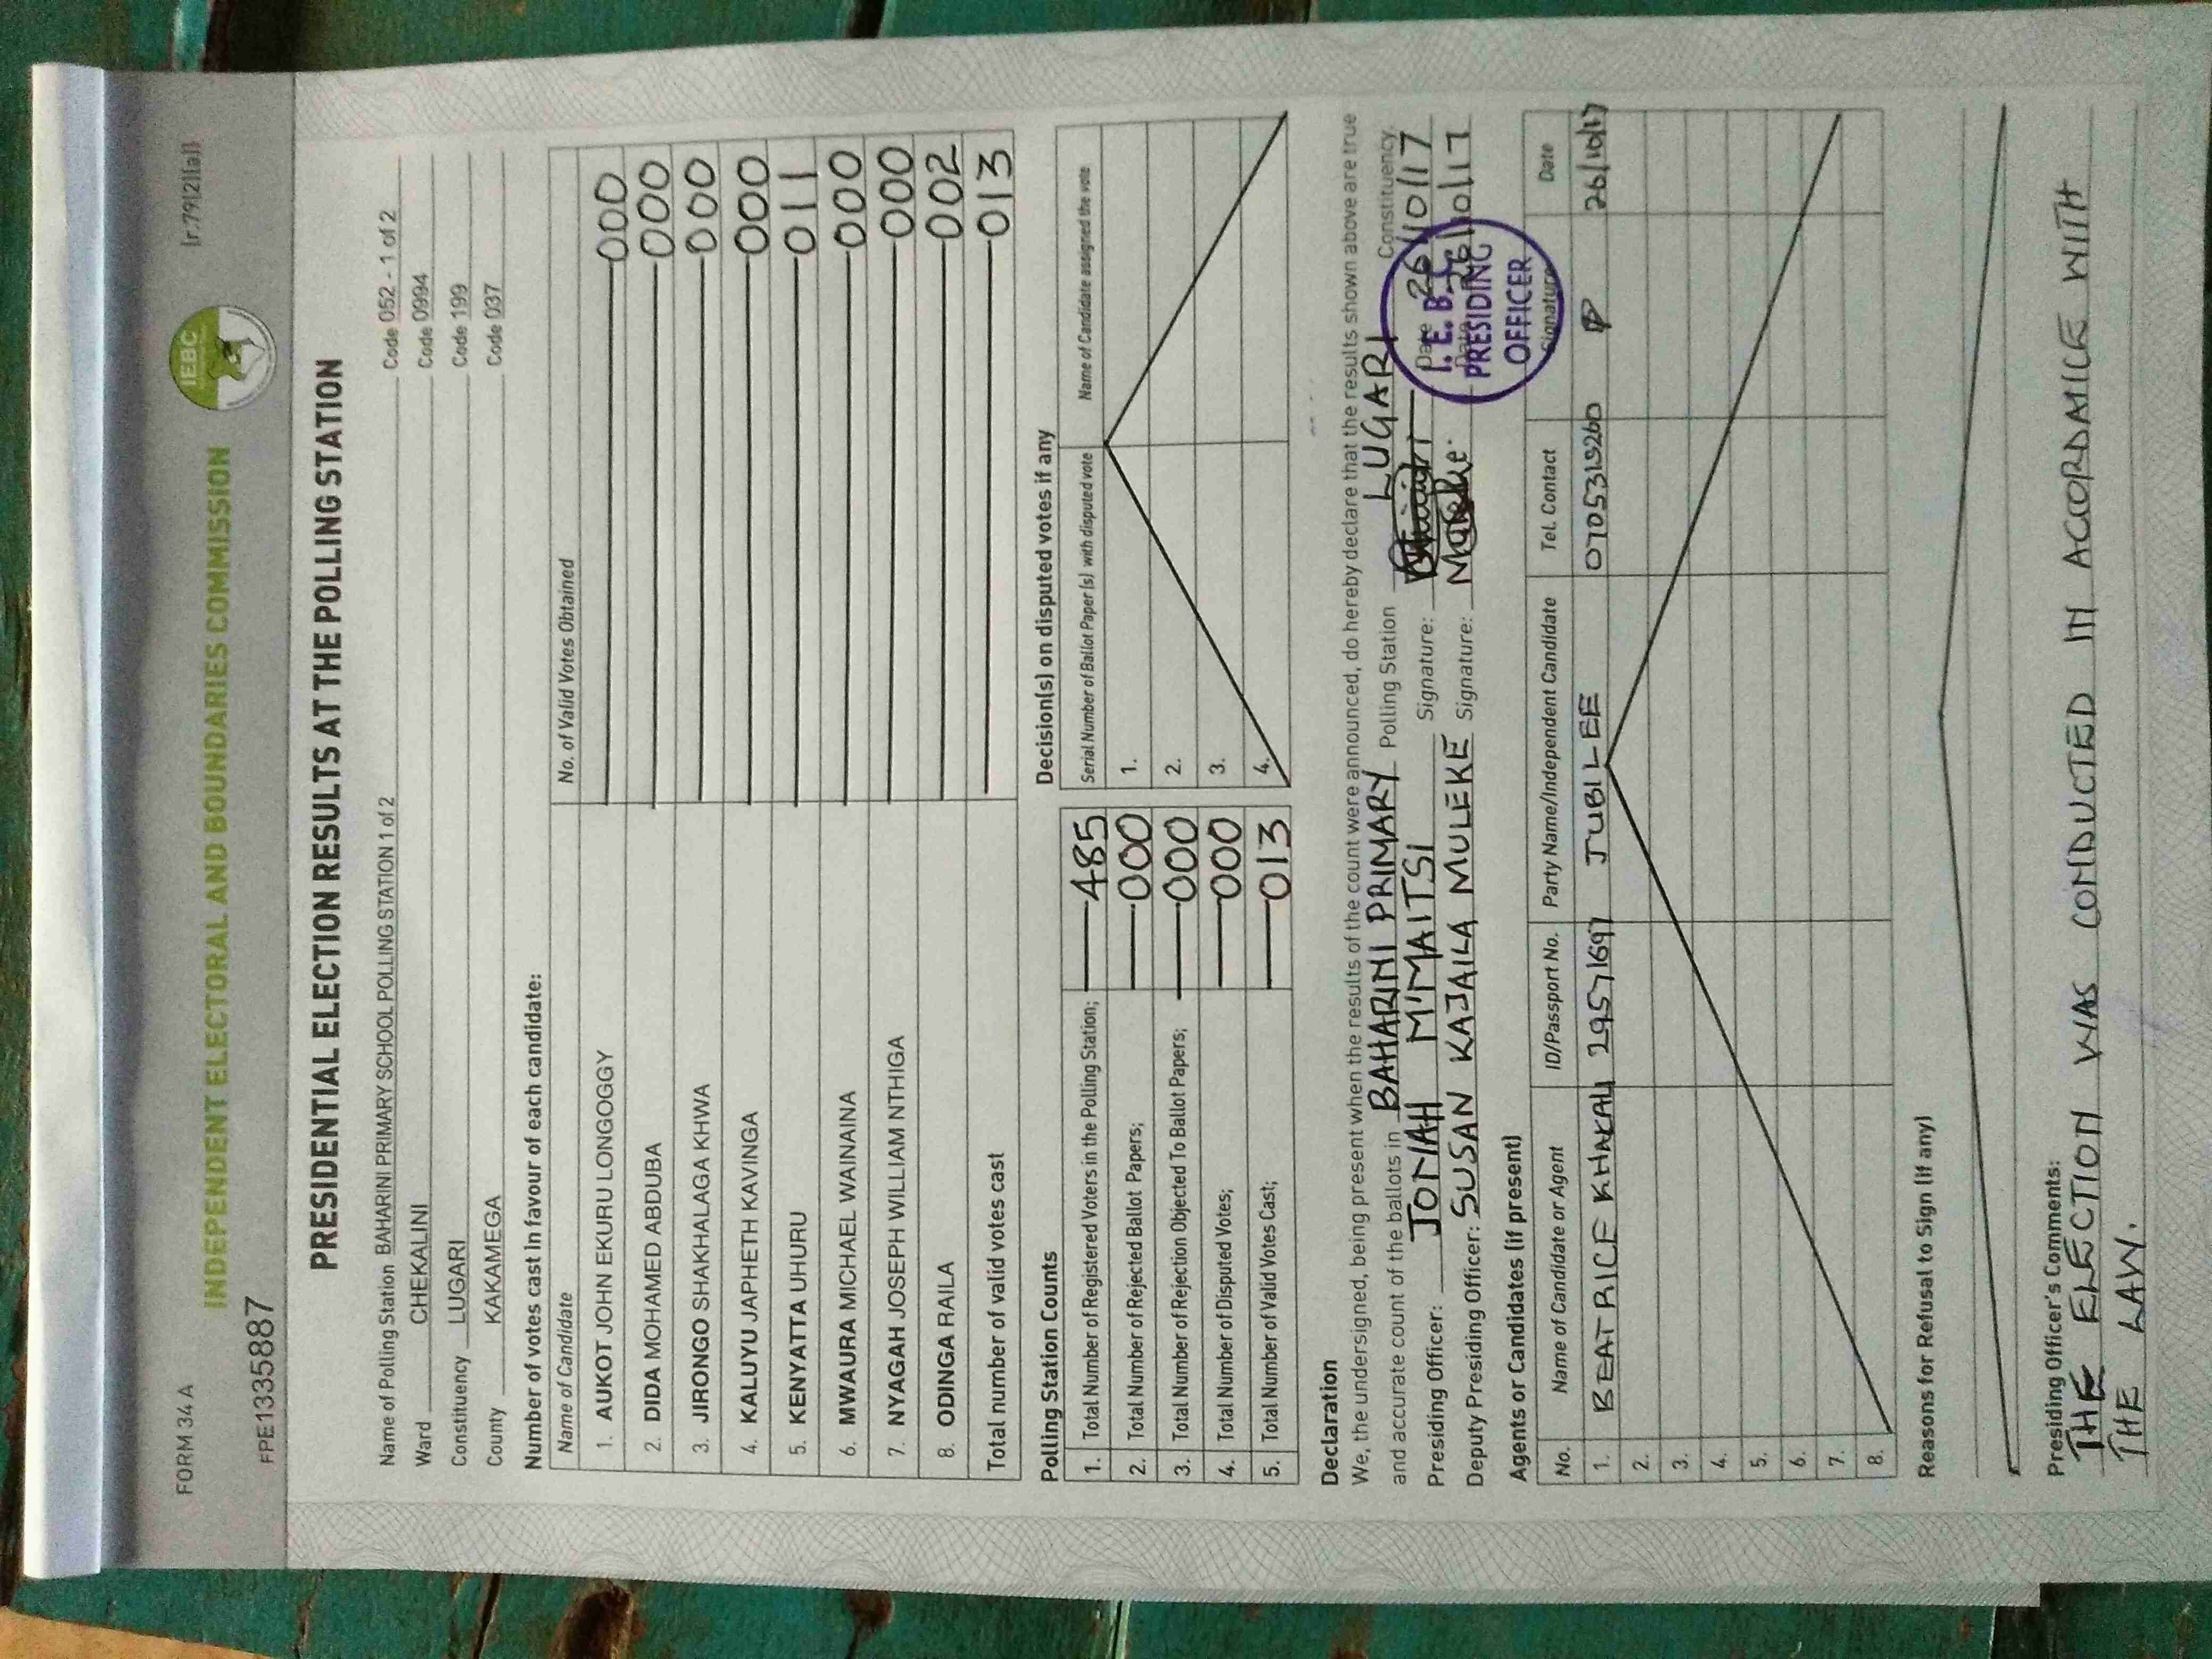 FORM 34 A
[r.79[2][a]]
INDEPENDENT ELECTORAL AND BOUNDARIES COMMISSION
IEBC
FPE1335887
PRESIDENTIAL ELECTION RESULTS AT THE POLLING STATION
Name of Polling Station BAHARINI PRIMARY SCHOOL POLLING STATION 1 of 2 Code 052 - 1 of 2
Ward CHEKALINI Code 0994
Constituency LUGARI Code 199
County KAKAMEGA Code 037
Number of votes cast in favour of each candidate:
Name of Candidate No. of Valid Votes Obtained
1. AUKOT JOHN EKURU LONGOGGY 000
2. DIDA MOHAMED ABDUBA 000
3. JIRONGO SHAKHALAGA KHWA 000
4. KALUYU JAPHETH KAVINGA 000
5. KENYATTA UHURU 011
6. MWAURA MICHAEL WAINAINA 000
7. NYAGAH JOSEPH WILLIAM NTHIGA 000
8. ODINGA RAILA 002
Total number of valid votes cast 013
Polling Station Counts
1. Total Number of Registered Voters in the Polling Station; 485
2. Total Number of Rejected Ballot Papers; 000
3. Total Number of Rejection Objected To Ballot Papers; 000
4. Total Number of Disputed Votes; 000
5. Total Number of Valid Votes Cast; 013
Decision(s) on disputed votes if any
Serial Number of Ballot Paper (s) with disputed vote Name of Candidate assigned the vote
1.
2.
3.
4.
Declaration
We, the undersigned, being present when the results of the count were announced, do hereby declare that the results shown above are true
and accurate count of the ballots in BAHARINI PRIMARY Polling Station LUGARI Constituency.
Presiding Officer: JONAH M'MAITSI Signature: Date 26/10/17
Deputy Presiding Officer: SUSAN KAJAILA MULEKE Signature: Date 26/10/17
I.E.B.C
PRESIDING
OFFICER
Agents or Candidates (if present)
No. Name of Candidate or Agent ID/Passport No. Party Name/Independent Candidate Tel. Contact Signature Date
1. BEATRICE 29571697 JUBILEE 26/10/17
2.
3.
4.
5.
6.
7.
8.
Reasons for Refusal to Sign (if any)
Presiding Officer's Comments:
THE ELECTION WAS CONDUCTED IN ACCORDANCE WITH
THE LAW.